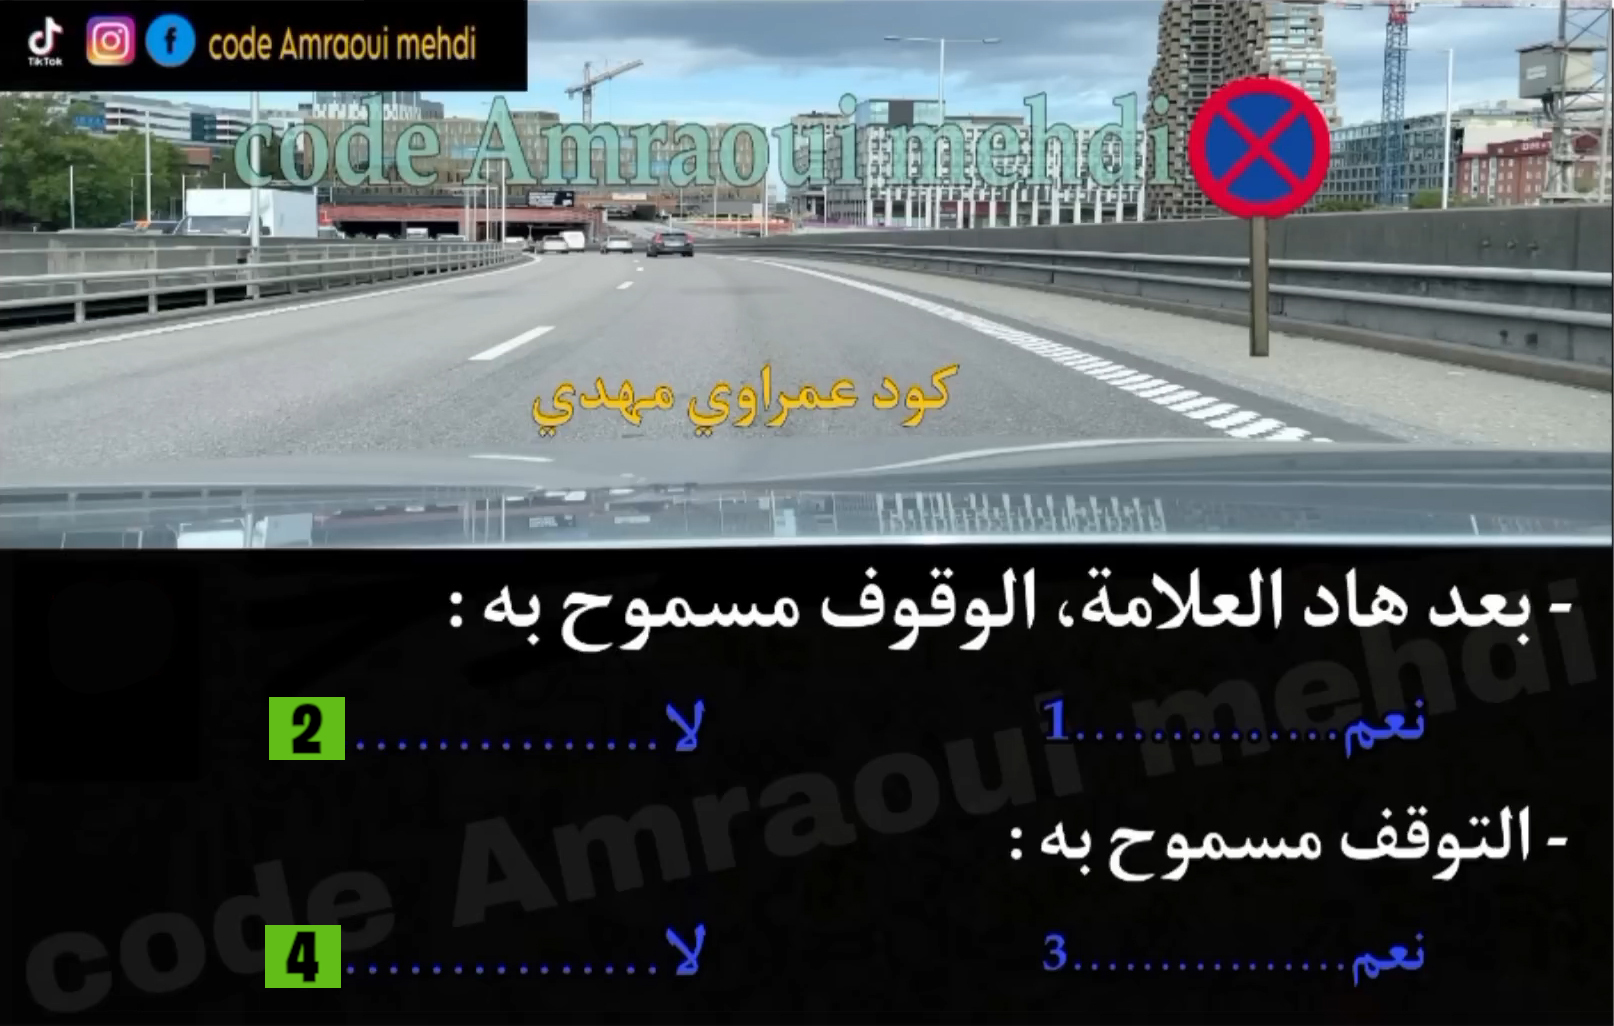 TikTok
code Amraoui mehdi
code Amraoui mehdi
كود عمراوي مهدي
- بعد هاد العلامة، الوقوف مسموح به :
نعم..............1 لا...............2
- التوقف مسموح به :
نعم..............3 لا...............4
code Amraoui mehdi